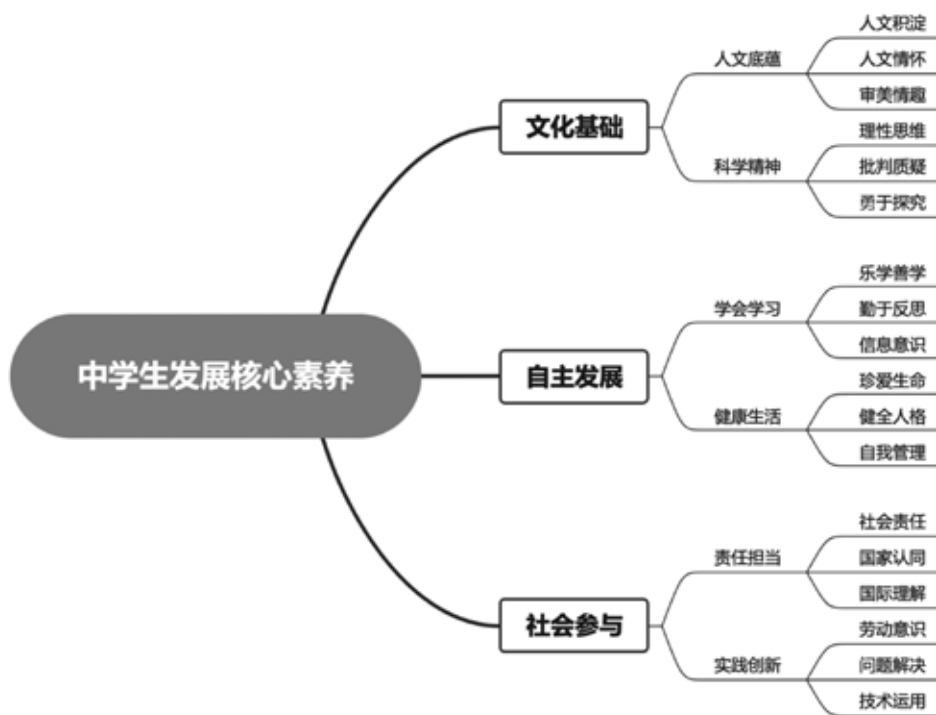 中学生发展核心素养
文化基础
人文底蕴
人文积淀
人文情怀
审美情趣
科学精神
理性思维
批判质疑
勇于探究
自主发展
学会学习
乐学善学
勤于反思
信息意识
健康生活
珍爱生命
健全人格
自我管理
社会参与
责任担当
社会责任
国家认同
国际理解
实践创新
劳动意识
问题解决
技术运用